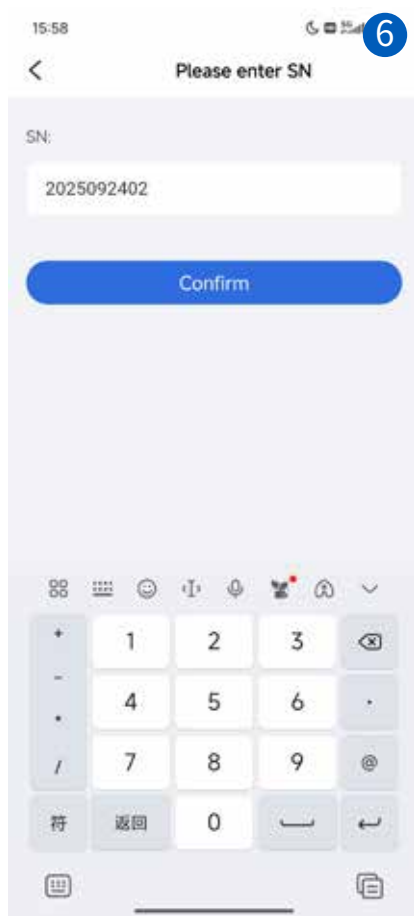 15:58
6
Please enter SN
SN:
2025092402
Confirm
+ 1 2 3
- 4 5 6 .
* 7 8 9 @
/
符 返回 0